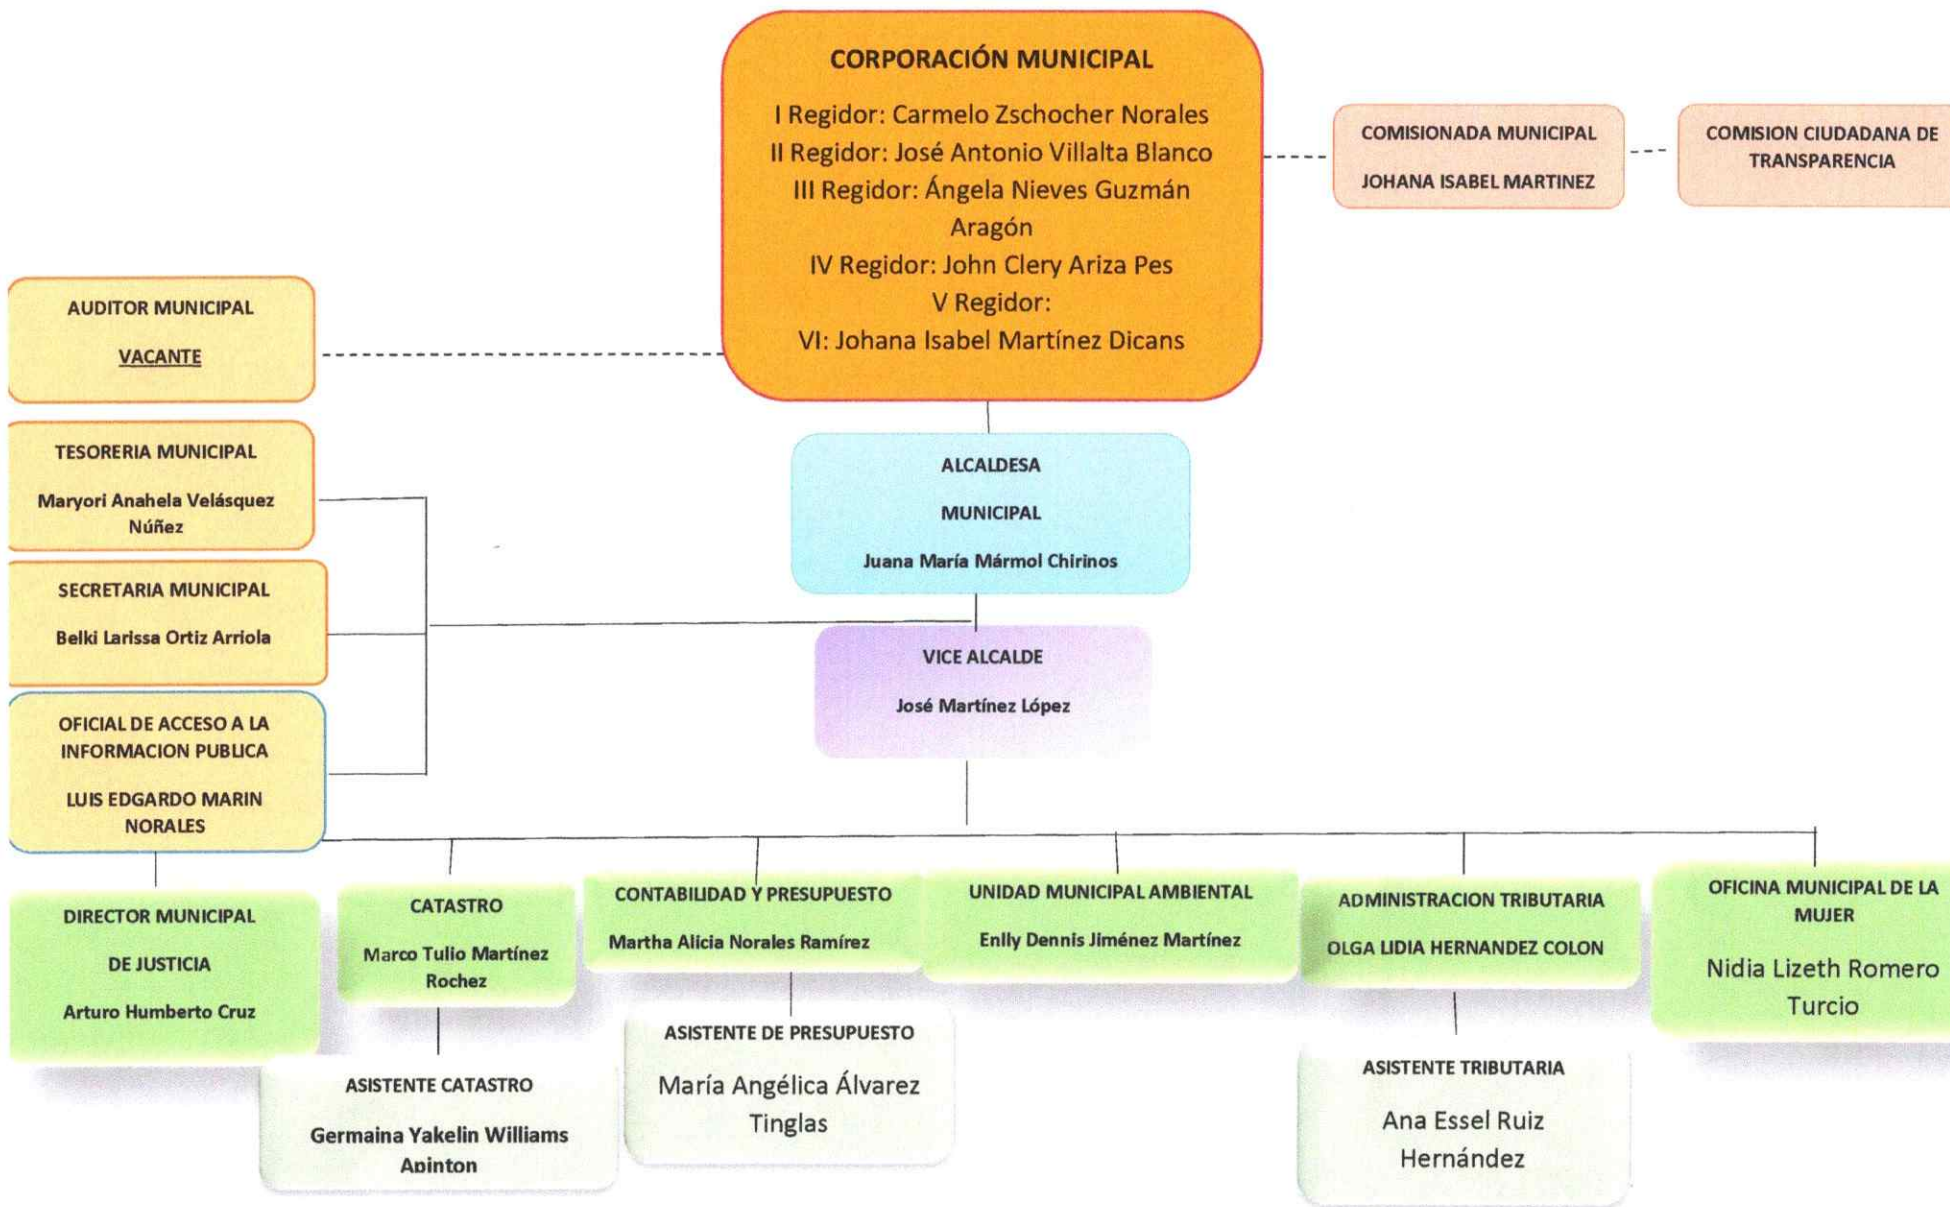 CORPORACIÓN MUNICIPAL
I Regidor: Carmelo Zschocher Norales
II Regidor: José Antonio Villalta Blanco
III Regidor: Ángela Nieves Guzmán
Aragón
IV Regidor: John Clery Ariza Pes
V Regidor:
VI: Johana Isabel Martínez Dicans
COMISIONADA MUNICIPAL
JOHANA ISABEL MARTINEZ
COMISION CIUDADANA DE
TRANSPARENCIA
AUDITOR MUNICIPAL
VACANTE
TESORERIA MUNICIPAL
Maryori Anahela Velásquez
Núñez
SECRETARIA MUNICIPAL
Belki Larissa Ortiz Arriola
OFICIAL DE ACCESO A LA
INFORMACION PUBLICA
LUIS EDGARDO MARIN
NORALES
ALCALDESA
MUNICIPAL
Juana María Mármol Chirinos
VICE ALCALDE
José Martínez López
DIRECTOR MUNICIPAL
DE JUSTICIA
Arturo Humberto Cruz
CATASTRO
Marco Tulio Martínez
Rochez
ASISTENTE CATASTRO
Germaina Yakelin Williams
Apinton
CONTABILIDAD Y PRESUPUESTO
Martha Alicia Norales Ramírez
ASISTENTE DE PRESUPUESTO
María Angélica Álvarez
Tinglas
UNIDAD MUNICIPAL AMBIENTAL
Enlly Dennis Jiménez Martínez
ADMINISTRACION TRIBUTARIA
OLGA LIDIA HERNANDEZ COLON
ASISTENTE TRIBUTARIA
Ana Essel Ruiz
Hernández
OFICINA MUNICIPAL DE LA
MUJER
Nidia Lizeth Romero
Turcio